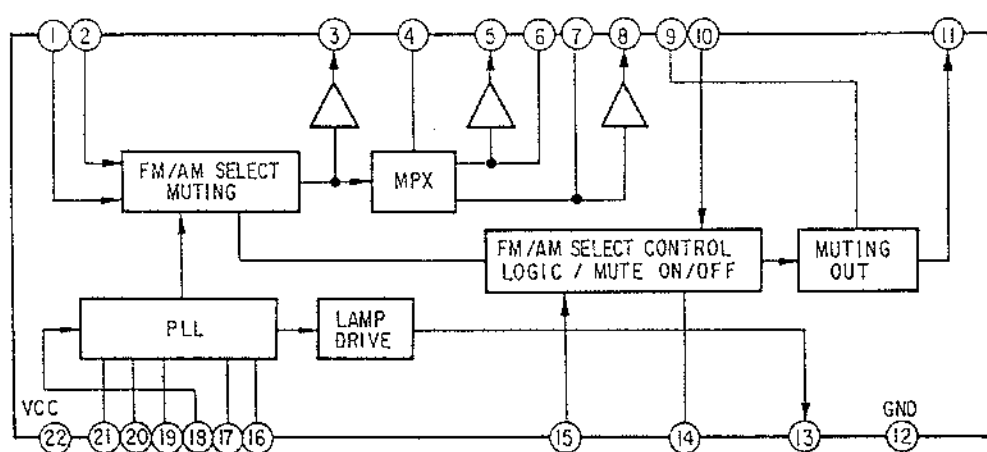 1 2 3 4 5 6 7 8 9 10 11
FM/AM SELECT
MUTING
MPX
FM/AM SELECT CONTROL
LOGIC / MUTE ON/OFF
MUTING
OUT
PLL
LAMP
DRIVE
VCC
GND
22 21 20 19 18 17 16 15 14 13 12